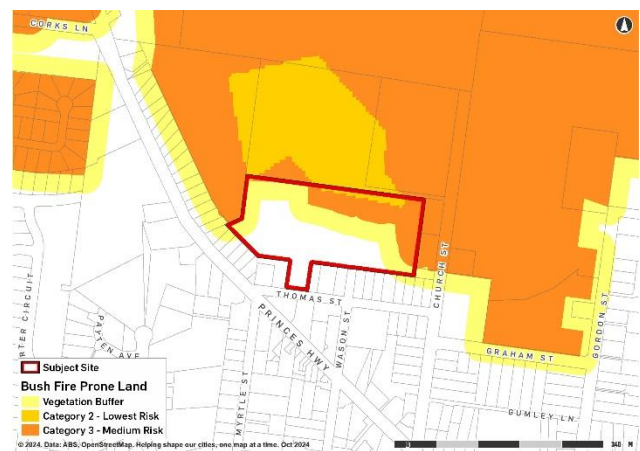 CORKS LN
CHURCH ST
THOMAS ST
PRINCES HWY
WASON ST
GORDON ST
GRAHAM ST
PAYTEN AVE
MYRTLE ST
GUMLEY LN
Subject Site
Bush Fire Prone Land
Vegetation Buffer
Category 2 - Lowest Risk
Category 3 - Medium Risk
© 2024. Data: ABS, OpenStreetMap. Helping shape our cities, one map at a time. Oct 2024